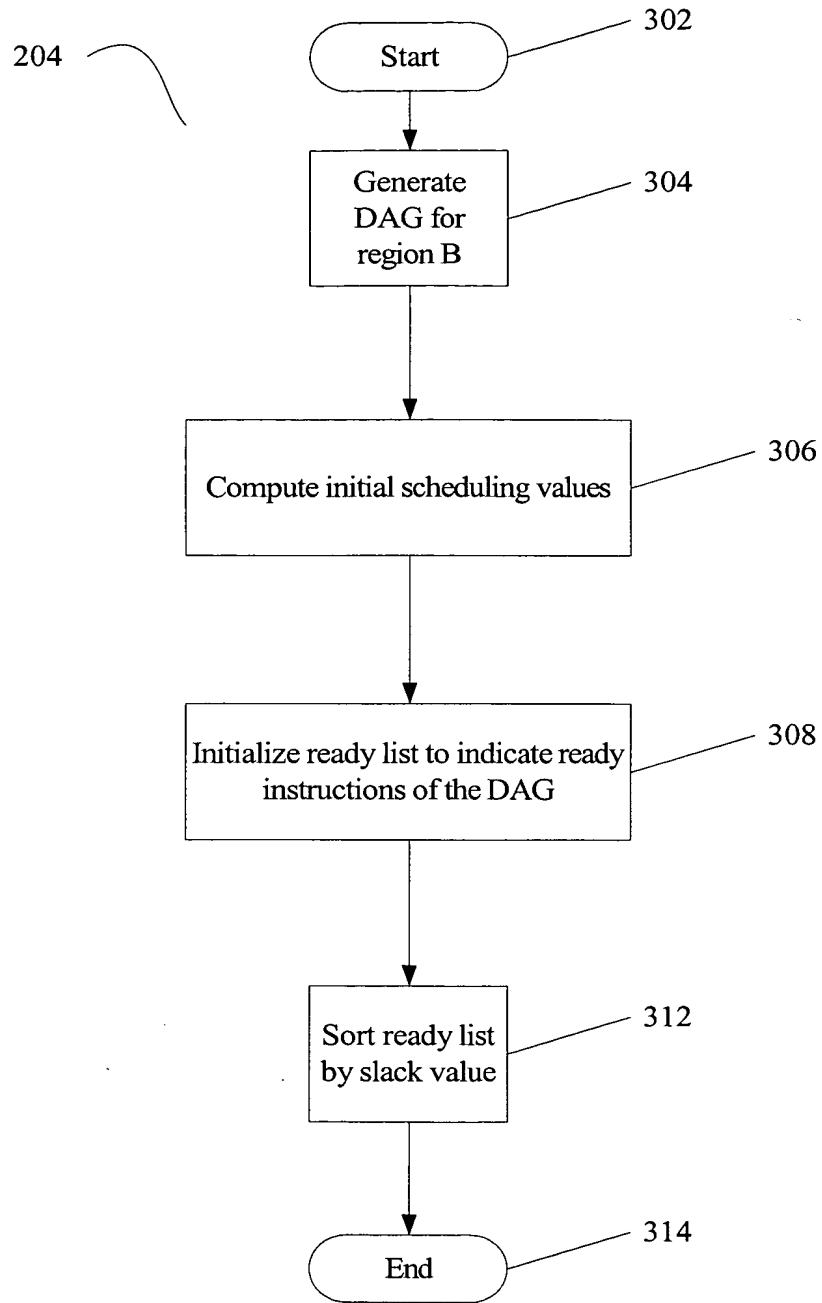 302
204
Start
304
Generate
DAG for
region B
306
Compute initial scheduling values
308
Initialize ready list to indicate ready
instructions of the DAG
312
Sort ready list
by slack value
314
End